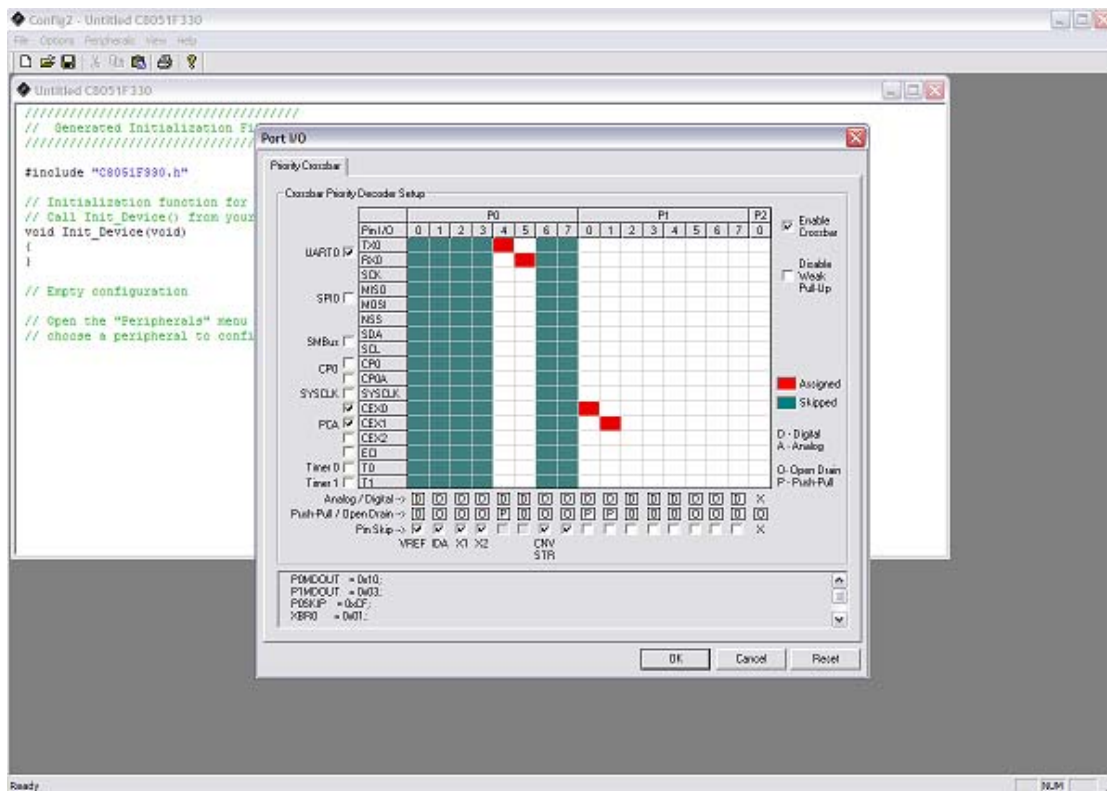 Config2 - Untitled C8051F330
File Options Peripherals View Help
Untitled C8051F330
/////////////////////////////////////
// Generated Initialization Fi
/////////////////////////////////
#include "C8051F330.h"
// Initialization function for
// Call Init_Device() from your
void Init_Device(void)
{
}
// Empty configuration
// Open the "Peripherals" menu
// choose a peripheral to confi
Port I/O
Priority Crossbar
Crossbar Priority Decoder Setup
P0 P1 P2
Pin I/O 0 1 2 3 4 5 6 7 0 1 2 3 4 5 6 7 0
UART0
TX0
RX0
SPI0
SCK
MISO
MOSI
NSS
SMBus
SDA
SCL
CP0
CP0
CP0A
SYSCLK SYSCLK
PCA
CEX0
CEX1
CEX2
ECI
Timer 0 T0
Timer 1 T1
Enable Crossbar
Disable Weak Pull-Up
Assigned
Skipped
D - Digital
A - Analog
O- Open Drain
P - Push-Pull
Analog / Digital ->
Push-Pull / Open Drain ->
Pin Skip ->
VREF IDA X1 X2 CNV
STR
P0MDOUT = 0x10;
P1MDOUT = 0x03;
P0SKIP = 0xCF;
XBR0 = 0x01;
OK Cancel Reset
Ready NUM